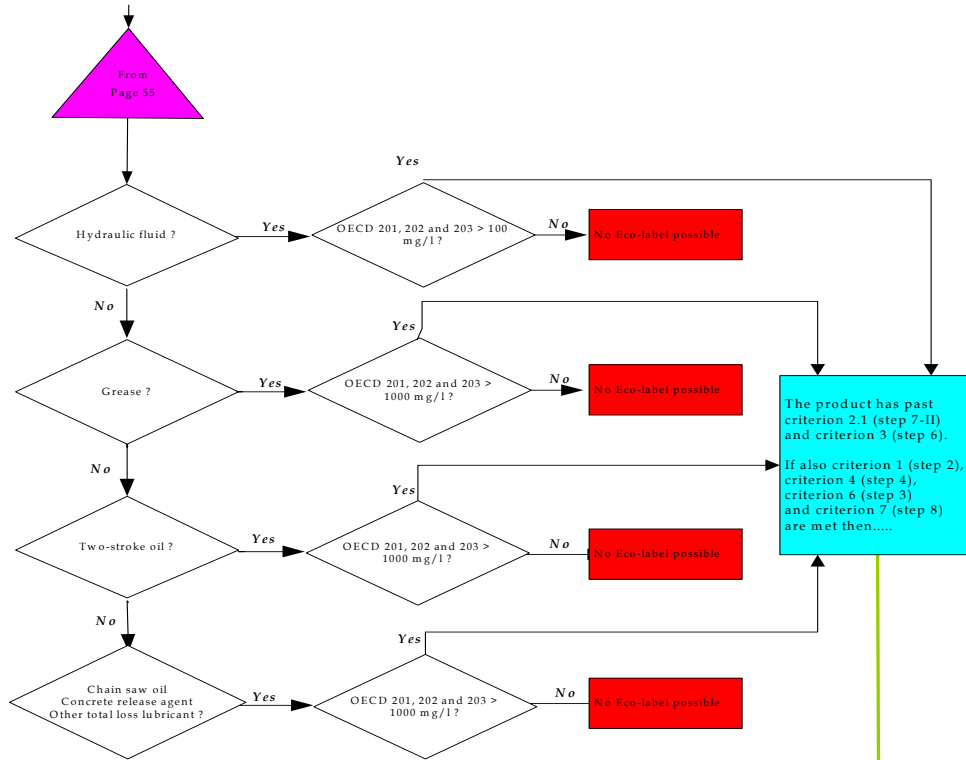 From
Page 55
Yes
Hydraulic fluid ?
Yes
OECD 201, 202 and 203 > 100
mg/l ?
No
No Eco-label possible
No
Yes
Grease ?
Yes
OECD 201, 202 and 203 >
1000 mg/l ?
No
No Eco-label possible
The product has past
criterion 2.1 (step 7-II)
and criterion 3 (step 6).
If also criterion 1 (step 2),
criterion 4 (step 4),
criterion 6 (step 3)
and criterion 7 (step 8)
are met then.....
No
Yes
Two-stroke oil ?
Yes
OECD 201, 202 and 203 >
1000 mg/l ?
No
No Eco-label possible
No
Yes
Chain saw oil
Concrete release agent
Other total loss lubricant ?
Yes
OECD 201, 202 and 203 >
1000 mg/l ?
No
No Eco-label possible